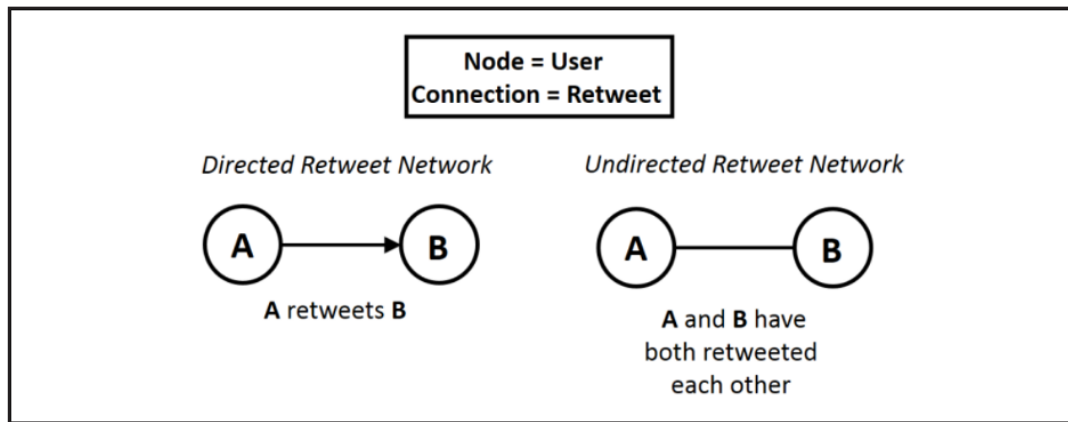 Node = User
Connection = Retweet
Directed Retweet Network
A
B
A retweets B
Undirected Retweet Network
A
B
A and B have
both retweeted
each other